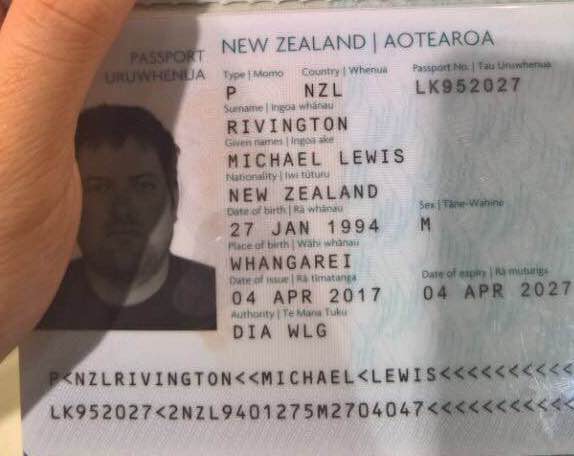 PASSPORT
URUWHENUA
NEW ZEALAND | AOTEAROA
Type | Momo Country | Whenua Passport No. | Tau Uruwhenua
P NZL LK952027
Surname | Ingoa whānau
RIVINGTON
Given names | Ingoa ake
MICHAEL LEWIS
Nationality | Iwi tūturu
NEW ZEALAND
Date of birth | Rā whānau Sex | Tāne-Wahine
27 JAN 1994 M
Place of birth | Wāhi whānau
WHANGAREI
Date of issue | Rā timatanga Date of expiry | Rā mutunga
04 APR 2017 04 APR 2027
Authority | Te Mana Tuku
DIA WLG
P<NZLRIVINGTON<<MICHAEL<LEWIS<<<<<<<<<<<
LK952027<2NZL9401275M2704047<<<<<<<<<<<<